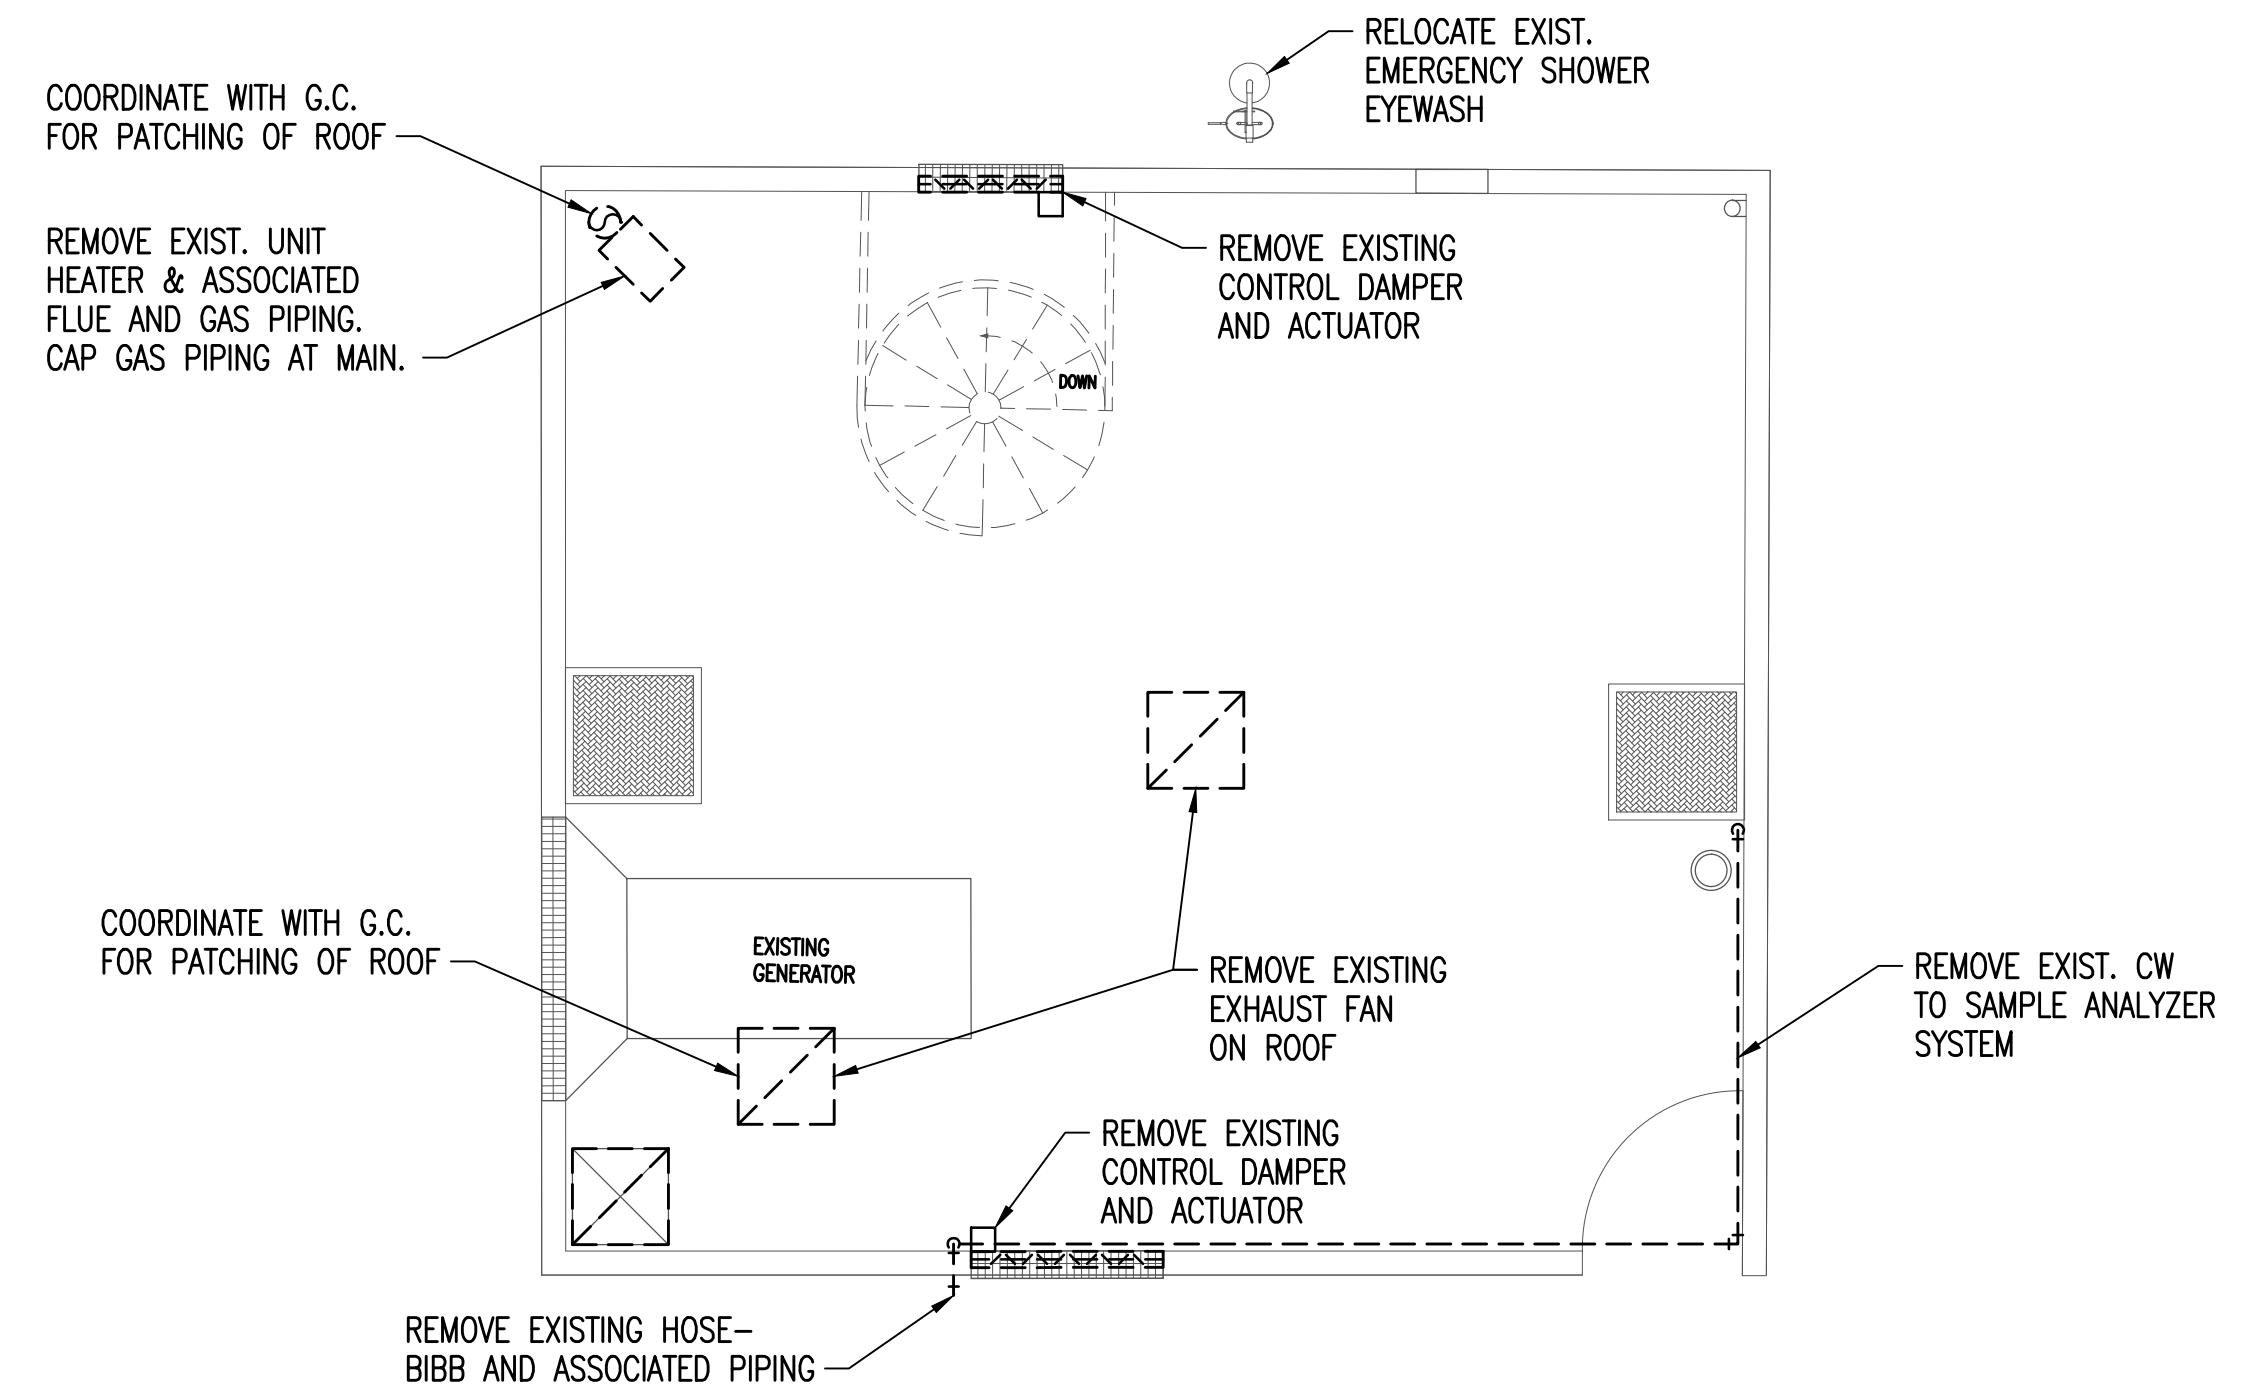 RELOCATE EXIST.
EMERGENCY SHOWER
EYEWASH
COORDINATE WITH G.C.
FOR PATCHING OF ROOF
REMOVE EXIST. UNIT
HEATER & ASSOCIATED
FLUE AND GAS PIPING.
CAP GAS PIPING AT MAIN.
REMOVE EXISTING
CONTROL DAMPER
AND ACTUATOR
DOWN
COORDINATE WITH G.C.
FOR PATCHING OF ROOF
EXISTING
GENERATOR
REMOVE EXISTING
EXHAUST FAN
ON ROOF
REMOVE EXIST. CW
TO SAMPLE ANALYZER
SYSTEM
REMOVE EXISTING
CONTROL DAMPER
AND ACTUATOR
REMOVE EXISTING HOSE-
BIBB AND ASSOCIATED PIPING